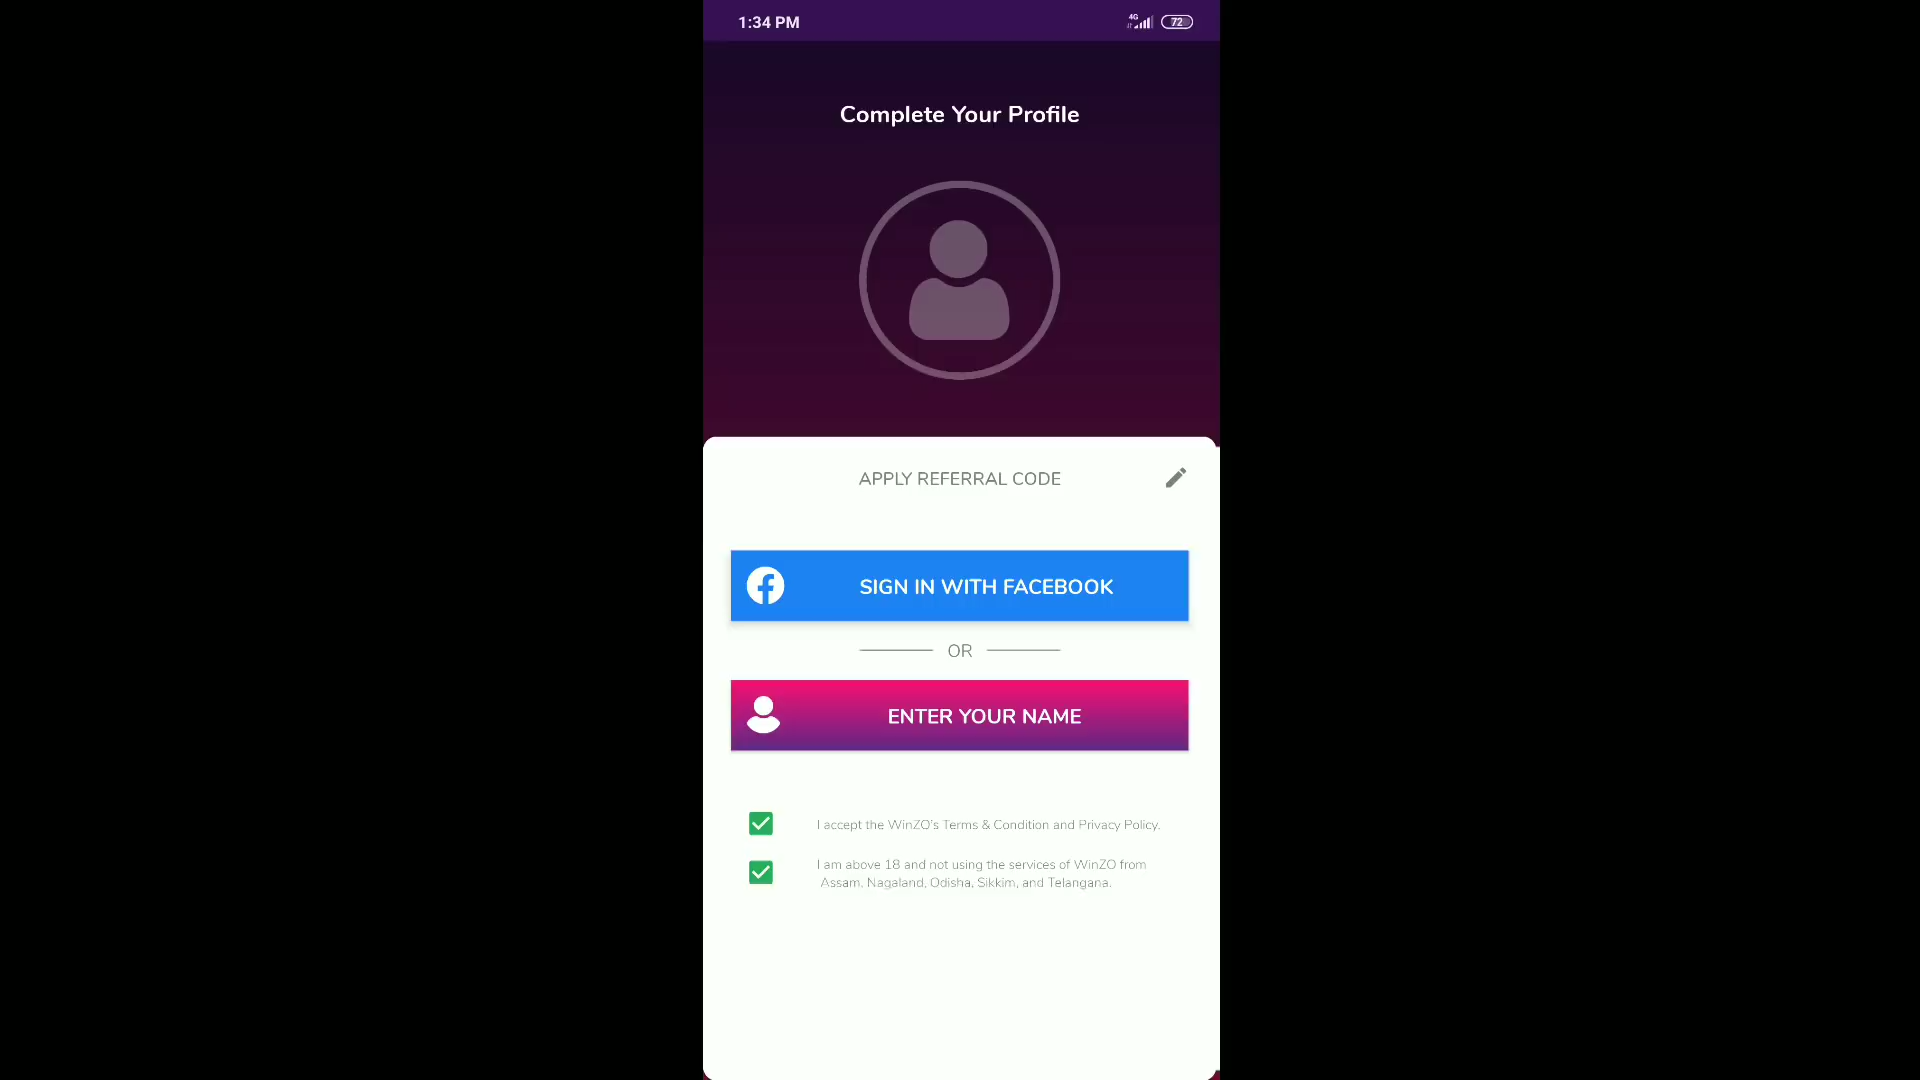 1:34 PM
4G
72
Complete Your Profile
APPLY REFERRAL CODE
SIGN IN WITH FACEBOOK
OR
ENTER YOUR NAME
I accept the WinZO's Terms & Condition and Privacy Policy.
I am above 18 and not using the services of WinZO from
Assam, Nagaland, Odisha, Sikkim, and Telangana.